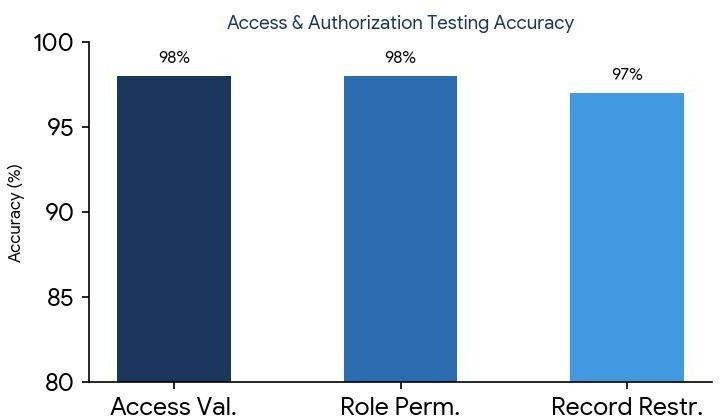 Access & Authorization Testing Accuracy
100
95
90
85
80
Accuracy (%)
98%
98%
97%
Access Val.
Role Perm.
Record Restr.